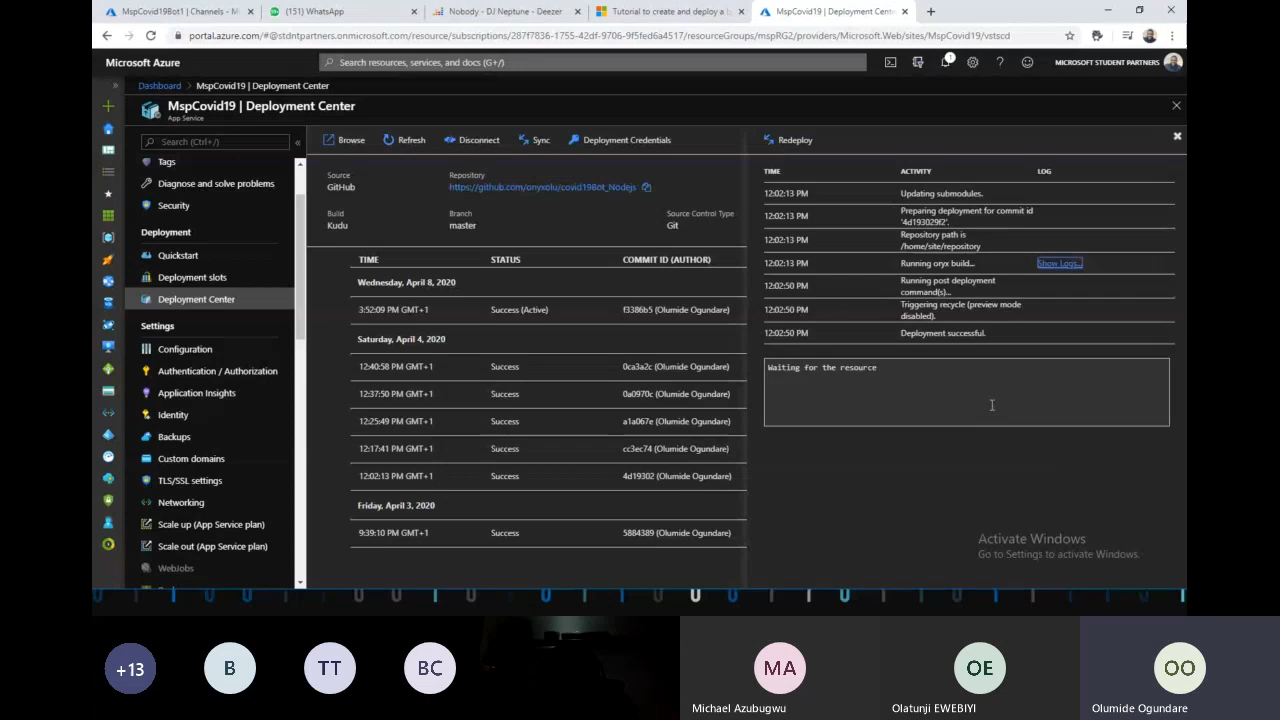 MspCovid19Bot1 | Channels - M
(151) WhatsApp
Nobody - DJ Neptune - Deezer
Tutorial to create and deploy a b
MspCovid19 | Deployment Cente
portal.azure.com/#@stdntpartners.onmicrosoft.com/resource/subscriptions/287f7836-1755-42df-9706-9f5fed6a4517/resourceGroups/mspRG2/providers/Microsoft.Web/sites/MspCovid19/vstscd
Microsoft Azure
Search resources, services, and docs (G+/)
1
MICROSOFT STUDENT PARTNERS
Dashboard > MspCovid19 | Deployment Center
MspCovid19 | Deployment Center
App Service
Search (Ctrl+/)
Tags
Diagnose and solve problems
Security
Deployment
Quickstart
Deployment slots
Deployment Center
Settings
Configuration
Authentication / Authorization
Application Insights
Identity
Backups
Custom domains
TLS/SSL settings
Networking
Scale up (App Service plan)
Scale out (App Service plan)
WebJobs
Browse Refresh Disconnect Sync Deployment Credentials
Source Repository
GitHub https://github.com/onyxolu/covid19Bot_Nodejs
Build Branch Source Control Type
Kudu master Git
TIME STATUS COMMIT ID (AUTHOR)
Wednesday, April 8, 2020
3:52:09 PM GMT+1 Success (Active) f3386b5 (Olumide Ogundare)
Saturday, April 4, 2020
12:40:58 PM GMT+1 Success 0ca3a2c (Olumide Ogundare)
12:37:50 PM GMT+1 Success 0a0970c (Olumide Ogundare)
12:25:49 PM GMT+1 Success a1a067e (Olumide Ogundare)
12:17:41 PM GMT+1 Success cc3ec74 (Olumide Ogundare)
12:02:13 PM GMT+1 Success 4d19302 (Olumide Ogundare)
Friday, April 3, 2020
9:39:10 PM GMT+1 Success 5884389 (Olumide Ogundare)
Redeploy
TIME ACTIVITY LOG
12:02:13 PM Updating submodules.
12:02:13 PM Preparing deployment for commit id
'4d193029f2'.
12:02:13 PM Repository path is
/home/site/repository
12:02:13 PM Running oryx build... Show Logs...
12:02:50 PM Running post deployment
command(s)...
12:02:50 PM Triggering recycle (preview mode
disabled).
12:02:50 PM Deployment successful.
Waiting for the resource
Activate Windows
Go to Settings to activate Windows.
+13
B
TT
BC
MA
Michael Azubugwu
OE
Olatunji EWEBIYI
OO
Olumide Ogundare